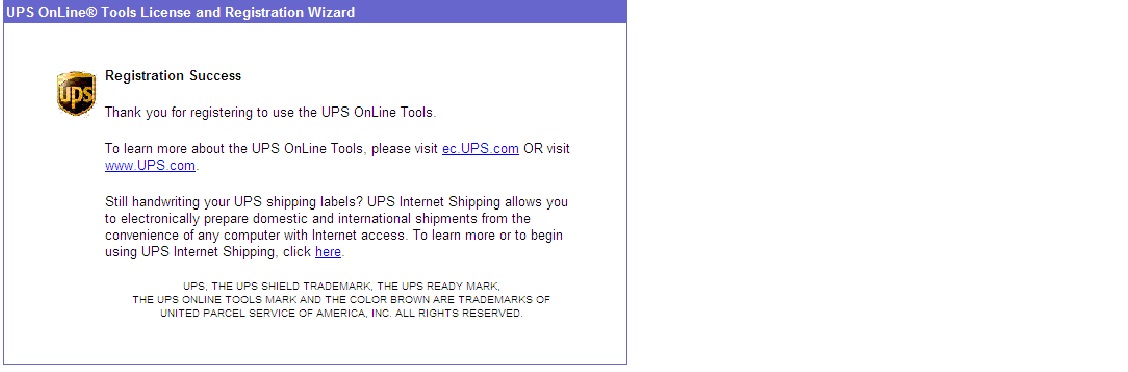 UPS OnLine® Tools License and Registration Wizard
Registration Success
ups
Thank you for registering to use the UPS OnLine Tools.
To learn more about the UPS OnLine Tools, please visit ec.UPS.com OR visit
www.UPS.com.
Still handwriting your UPS shipping labels? UPS Internet Shipping allows you
to electronically prepare domestic and international shipments from the
convenience of any computer with Internet access. To learn more or to begin
using UPS Internet Shipping, click here.
UPS, THE UPS SHIELD TRADEMARK, THE UPS READY MARK,
THE UPS ONLINE TOOLS MARK AND THE COLOR BROWN ARE TRADEMARKS OF
UNITED PARCEL SERVICE OF AMERICA, INC. ALL RIGHTS RESERVED.